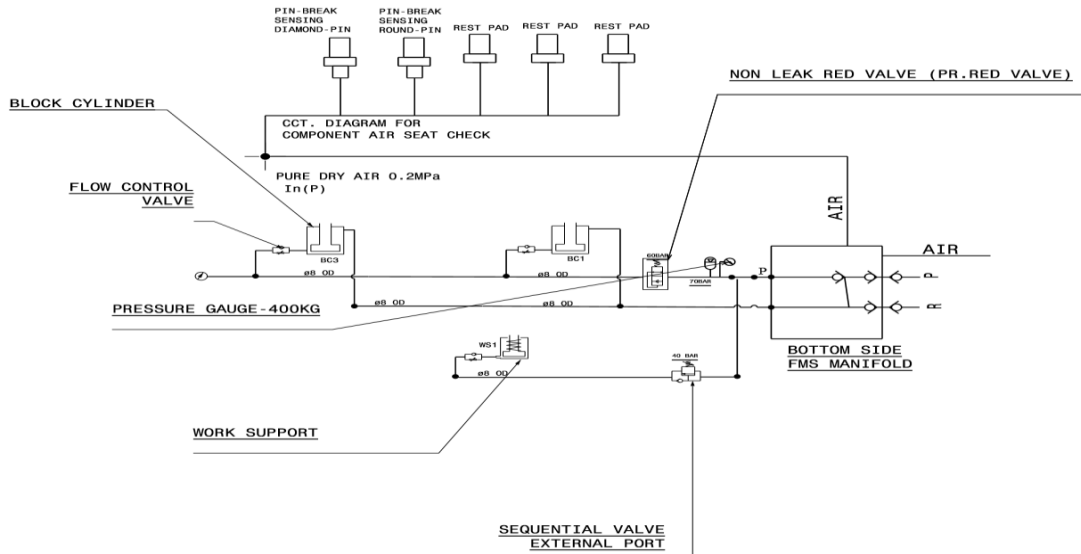 PIN-BREAK
SENSING
DIAMOND-PIN
PIN-BREAK
SENSING
ROUND-PIN
REST PAD
REST PAD
REST PAD
NON LEAK RED VALVE (PR.RED VALVE)
BLOCK CYLINDER
CCT. DIAGRAM FOR
COMPONENT AIR SEAT CHECK
PURE DRY AIR 0.2MPa
In(P)
FLOW CONTROL
VALVE
AIR
AIR
BC3
BC1
60BAR
P
P
ø8 OD
ø8 OD
70BAR
ø8 OD
ø8 OD
R
PRESSURE GAUGE-400KG
WS1
40 BAR
ø8 OD
BOTTOM SIDE
FMS MANIFOLD
WORK SUPPORT
SEQUENTIAL VALVE
EXTERNAL PORT